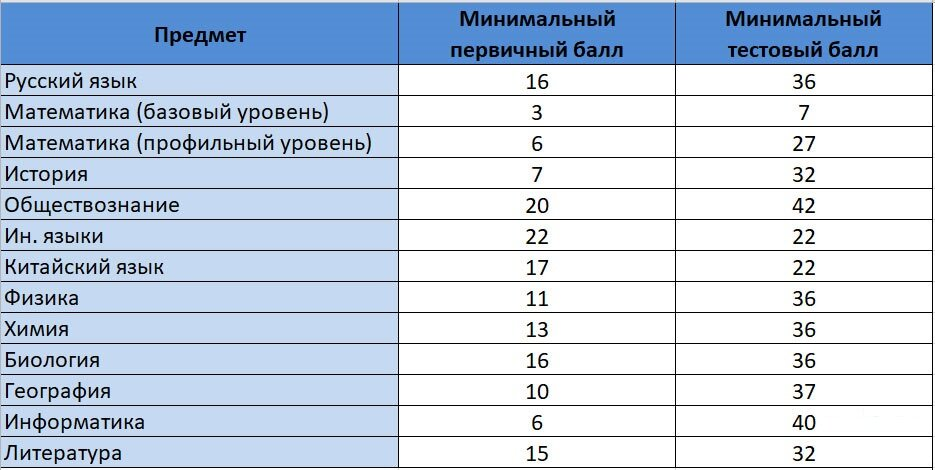 Предмет Минимальный первичный балл Минимальный тестовый балл
Русский язык 16 36
Математика (базовый уровень) 3 7
Математика (профильный уровень) 6 27
История 7 32
Обществознание 20 42
Ин. языки 22 22
Китайский язык 17 22
Физика 11 36
Химия 13 36
Биология 16 36
География 10 37
Информатика 6 40
Литература 15 32